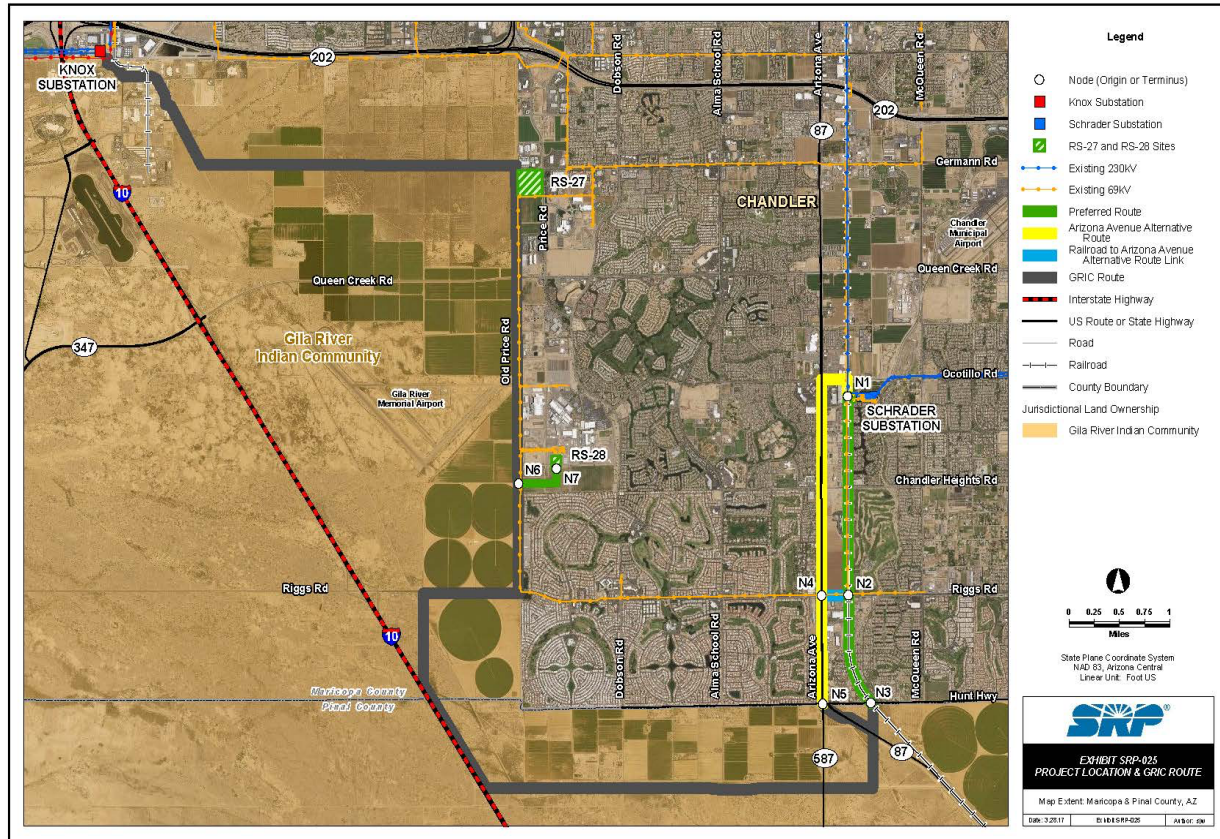 202
KNOX
SUBSTATION
Dobson Rd
Alma School Rd
Arizona Ave
McQueen Rd
87
202
Germann Rd
10
RS-27
Price Rd
CHANDLER
Chandler
Municipal
Airport
Queen Creek Rd
Queen Creek Rd
347
Gila River
Indian Community
Old Price Rd
Gila River
Memorial Airport
Ocotillo Rd
N1
SCHRADER
SUBSTATION
RS-28
N6
N7
Chandler Heights Rd
Riggs Rd
N4
N2
Riggs Rd
10
Dobson Rd
Alma School Rd
Arizona Ave
McQueen Rd
Maricopa County
Pinal County
N5
N3
Hunt Hwy
587
87
Legend
Node (Origin or Terminus)
Knox Substation
Schrader Substation
RS-27 and RS-28 Sites
Existing 230kV
Existing 69kV
Preferred Route
Arizona Avenue Alternative
Route
Railroad to Arizona Avenue
Alternative Route Link
GRIC Route
Interstate Highway
US Route or State Highway
Road
Railroad
County Boundary
Jurisdictional Land Ownership
Gila River Indian Community
0 0.25 0.5 0.75 1
Miles
State Plane Coordinate System
NAD 83, Arizona Central
Linear Unit: Foot US
SRP®
EXHIBIT SRP-025
PROJECT LOCATION & GRIC ROUTE
Map Extent: Maricopa & Pinal County, AZ
Date: 3.28.17 Exhibit SRP-025 Author: